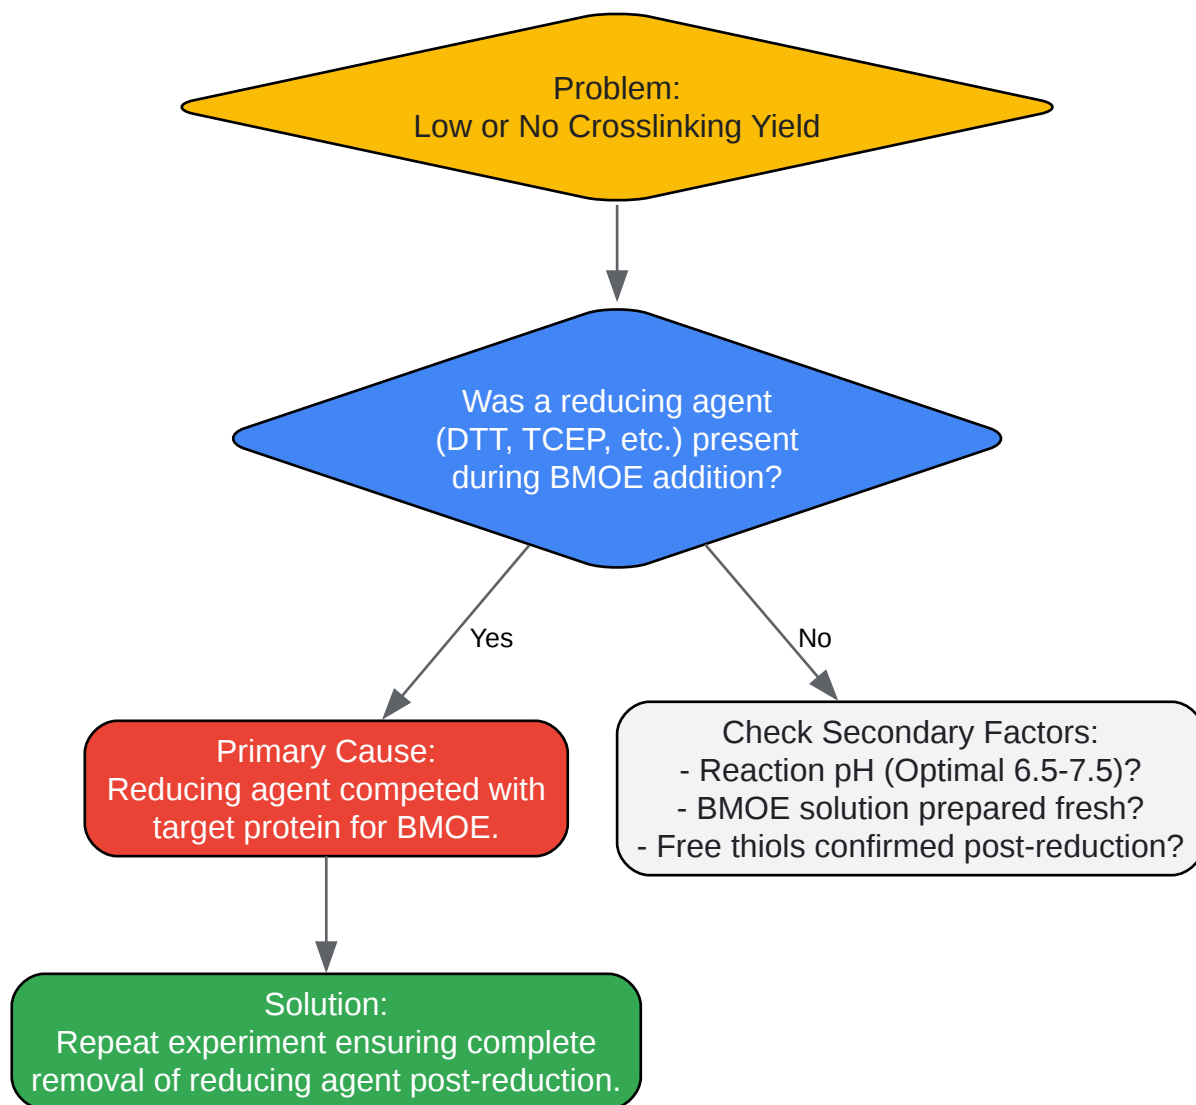 Problem:
Low or No Crosslinking Yield
Was a reducing agent
(DTT, TCEP, etc.) present
during BMOE addition?
Yes
No
Primary Cause:
Reducing agent competed with
target protein for BMOE.
Check Secondary Factors:
- Reaction pH (Optimal 6.5-7.5)?
- BMOE solution prepared fresh?
- Free thiols confirmed post-reduction?
Solution:
Repeat experiment ensuring complete
removal of reducing agent post-reduction.